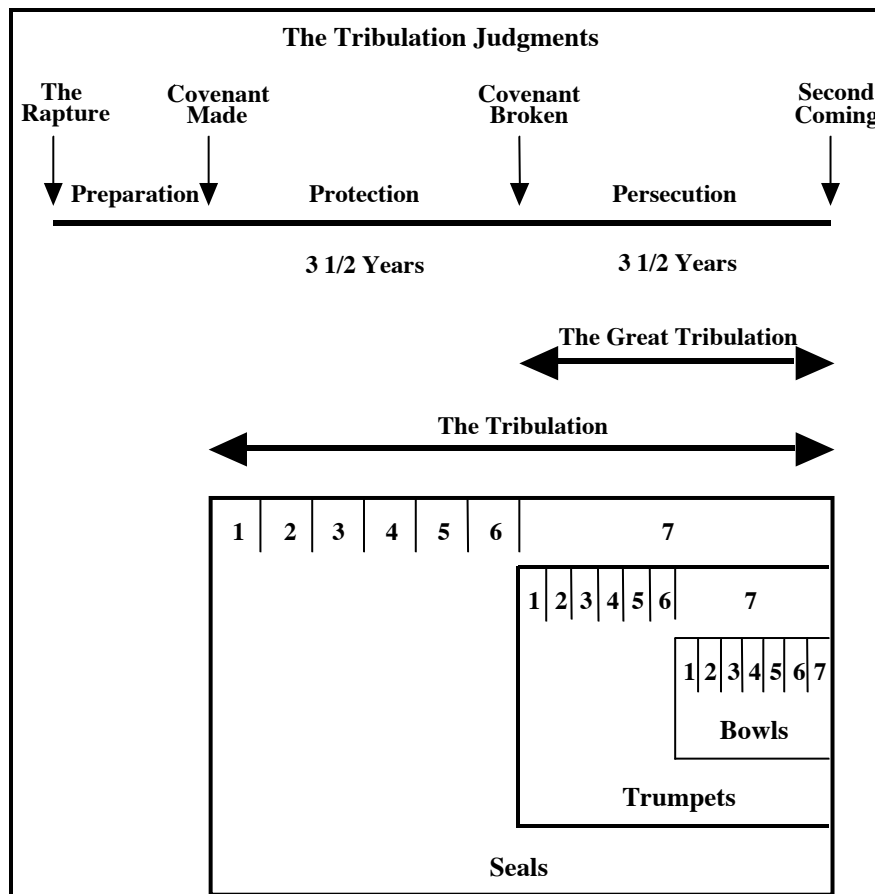 The Tribulation Judgments
The
Rapture
Covenant
Made
Covenant
Broken
Second
Coming
Preparation
Protection
Persecution
3 1/2 Years
3 1/2 Years
The Great Tribulation
The Tribulation
1 2 3 4 5 6 7
1 2 3 4 5 6 7
1 2 3 4 5 6 7
Bowls
Trumpets
Seals